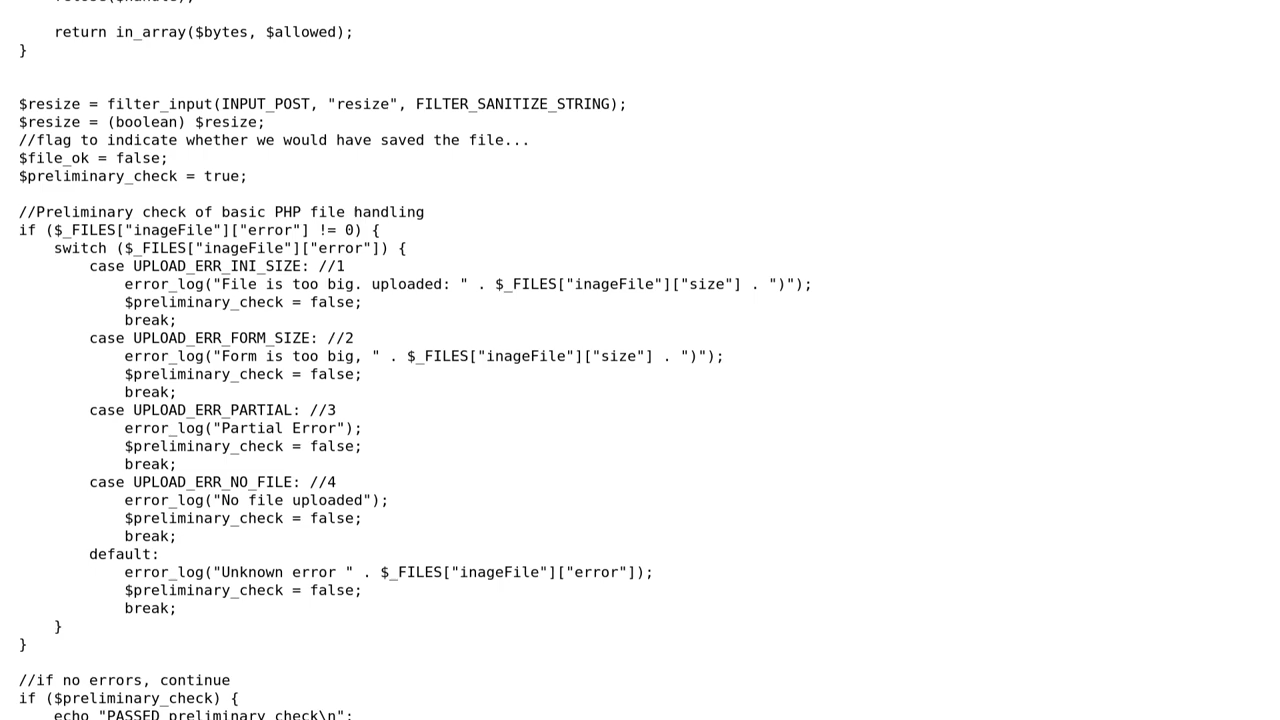 return in_array($bytes, $allowed);
}
$resize = filter_input(INPUT_POST, "resize", FILTER_SANITIZE_STRING);
$resize = (boolean) $resize;
//flag to indicate whether we would have saved the file...
$file_ok = false;
$preliminary_check = true;
//Preliminary check of basic PHP file handling
if ($_FILES["inageFile"]["error"] != 0) {
switch ($_FILES["inageFile"]["error"]) {
case UPLOAD_ERR_INI_SIZE: //1
error_log("File is too big. uploaded: " . $_FILES["inageFile"]["size"] . ")");
$preliminary_check = false;
break;
case UPLOAD_ERR_FORM_SIZE: //2
error_log("Form is too big, " . $_FILES["inageFile"]["size"] . ")");
$preliminary_check = false;
break;
case UPLOAD_ERR_PARTIAL: //3
error_log("Partial Error");
$preliminary_check = false;
break;
case UPLOAD_ERR_NO_FILE: //4
error_log("No file uploaded");
$preliminary_check = false;
break;
default:
error_log("Unknown error " . $_FILES["inageFile"]["error"]);
$preliminary_check = false;
break;
}
}
//if no errors, continue
if ($preliminary_check) {
echo "PASSED preliminary check\n";